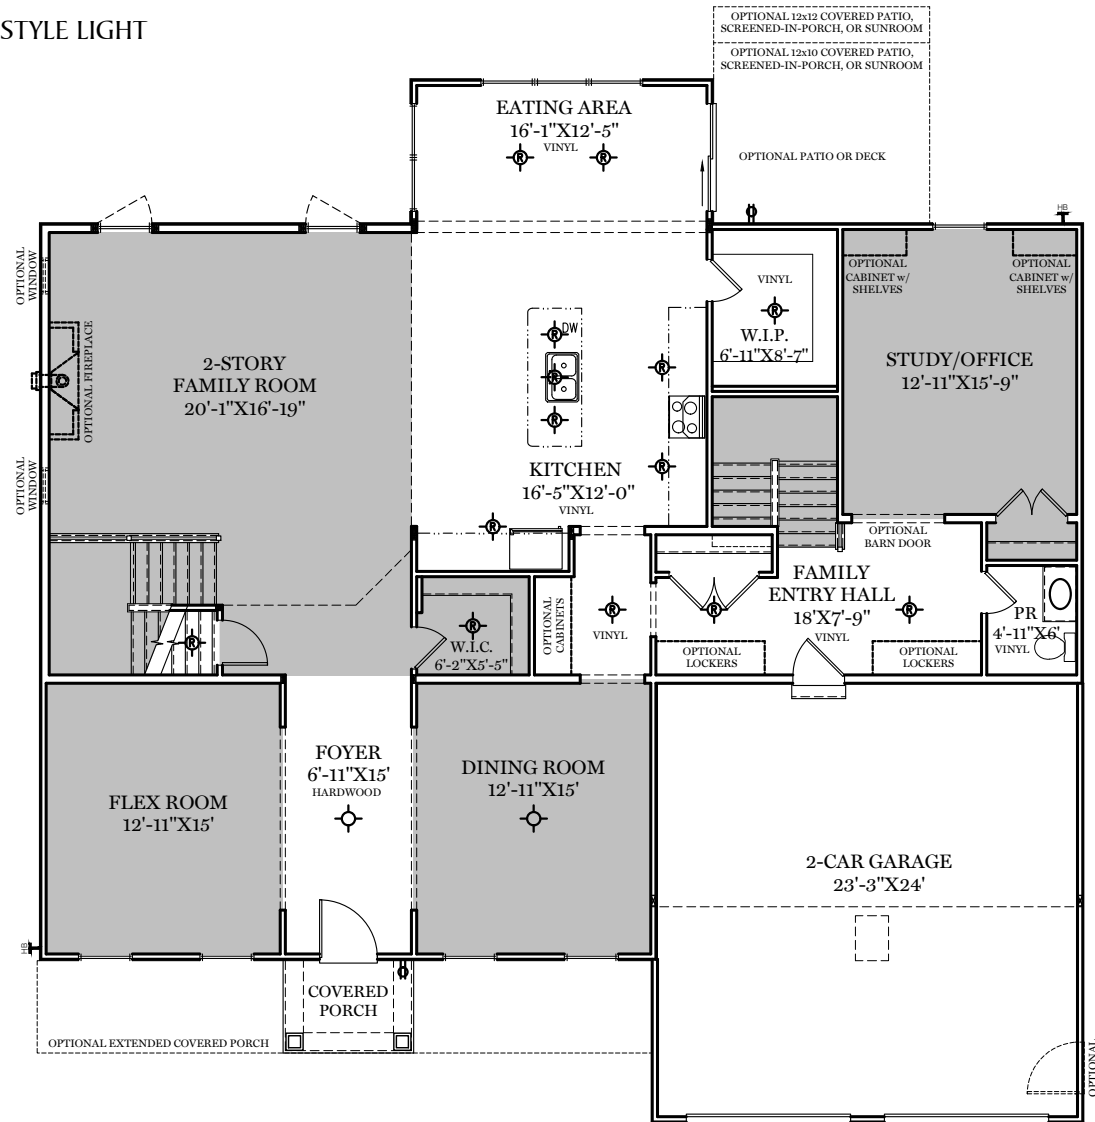 STYLE LIGHT
OPTIONAL 12x12 COVERED PATIO,
SCREENED-IN-PORCH, OR SUNROOM
OPTIONAL 12x10 COVERED PATIO,
SCREENED-IN-PORCH, OR SUNROOM
EATING AREA
16'-1"X12'-5"
VINYL
R
R
OPTIONAL PATIO OR DECK
HB
OPTIONAL
WINDOW
OPTIONAL
CABINET w/
SHELVES
OPTIONAL
CABINET w/
SHELVES
VINYL
R
W.I.P.
6'-11"X8'-7"
R
DW
R
R
R
STUDY/OFFICE
12'-11"X15'-9"
2-STORY
FAMILY ROOM
20'-1"X16'-19"
OPTIONAL FIREPLACE
OPTIONAL
WINDOW
KITCHEN
16'-5"X12'-0"
VINYL
R
R
OPTIONAL
BARN DOOR
FAMILY
ENTRY HALL
18'X7'-9"
VINYL
R
R
R
VINYL
OPTIONAL
CABINETS
PR
4'-11"X6'
VINYL
R
W.I.C.
6'-2"X5'-5"
R
OPTIONAL
LOCKERS
OPTIONAL
LOCKERS
FOYER
6'-11"X15'
HARDWOOD
DINING ROOM
12'-11"X15'
FLEX ROOM
12'-11"X15'
2-CAR GARAGE
23'-3"X24'
HB
COVERED
PORCH
OPTIONAL EXTENDED COVERED PORCH
OPTIONAL